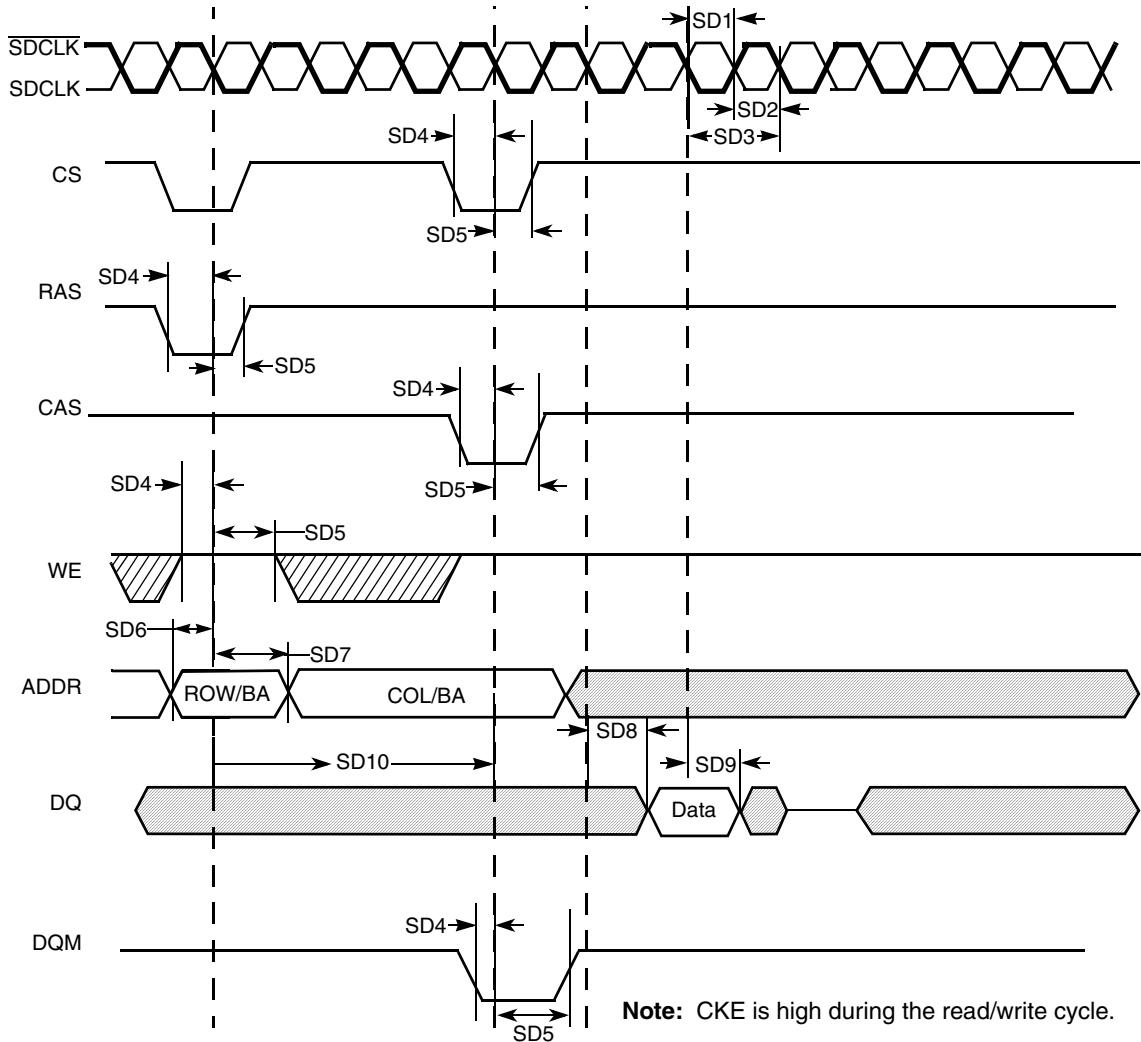 SD1
SDCLK
SDCLK
SD2
SD4
SD3
CS
SD5
SD4
RAS
SD5
SD4
CAS
SD4
SD5
SD5
WE
SD6
SD7
ADDR
ROW/BA
COL/BA
SD8
SD10
SD9
DQ
Data
SD4
DQM
Note: CKE is high during the read/write cycle.
SD5